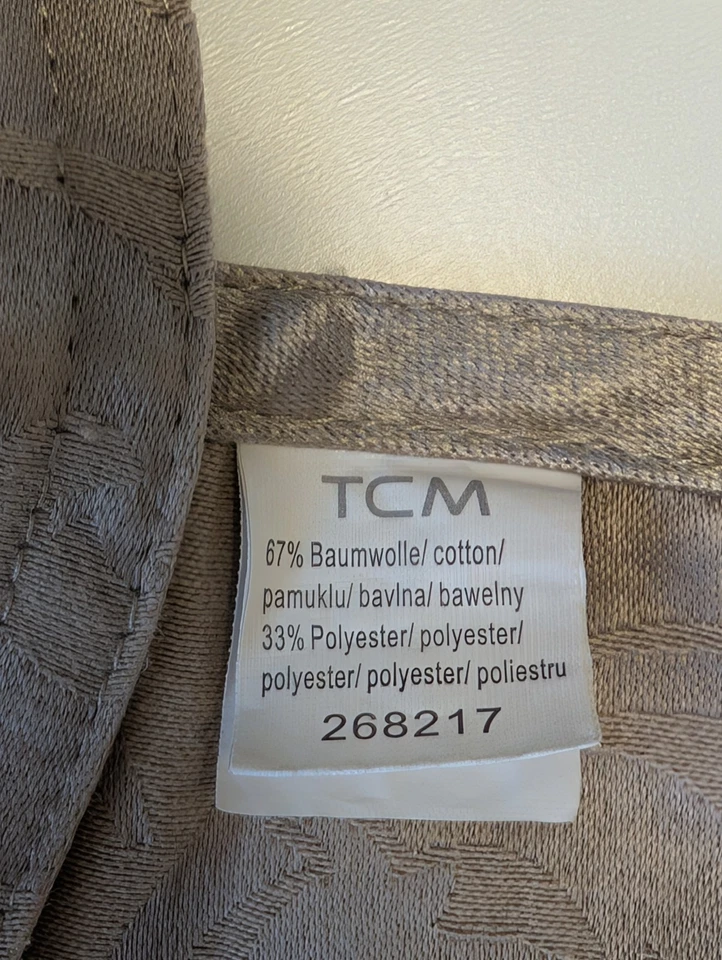 TCM
67% Baumwolle/ cotton/
pamuklu/ bavlna/ bawelny
33% Polyester/ polyester/
polyester/ polyester/ poliestru
268217